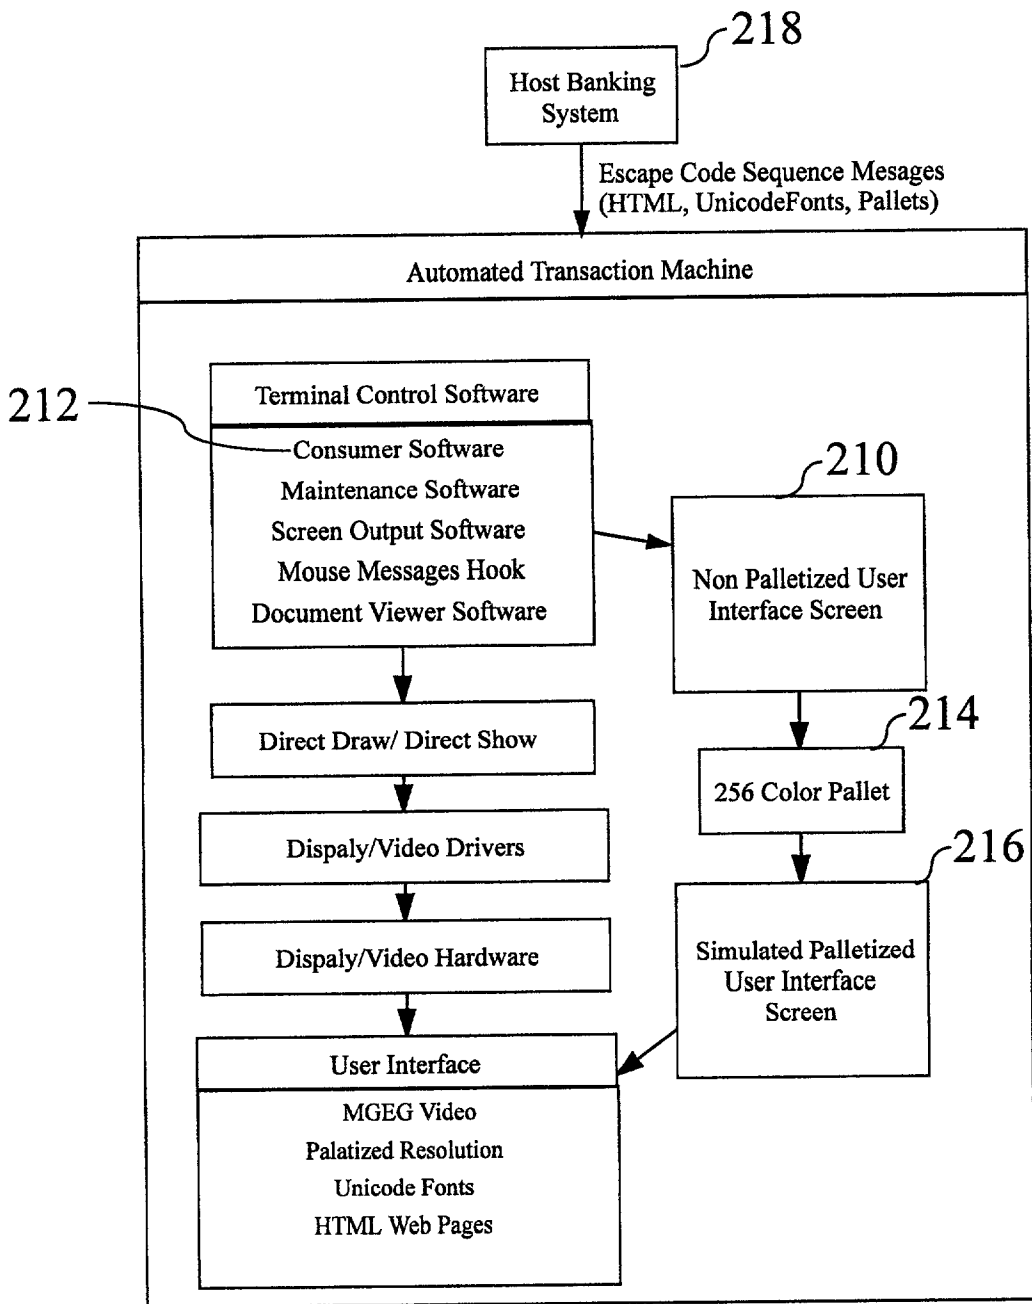 218
Host Banking
System
Escape Code Sequence Mesages
(HTML, UnicodeFonts, Pallets)
Automated Transaction Machine
Terminal Control Software
212
Consumer Software
Maintenance Software
Screen Output Software
Mouse Messages Hook
Document Viewer Software
210
Non Palletized User
Interface Screen
Direct Draw/ Direct Show
214
256 Color Pallet
Dispaly/Video Drivers
216
Dispaly/Video Hardware
Simulated Palletized
User Interface
Screen
User Interface
MGEG Video
Palatized Resolution
Unicode Fonts
HTML Web Pages